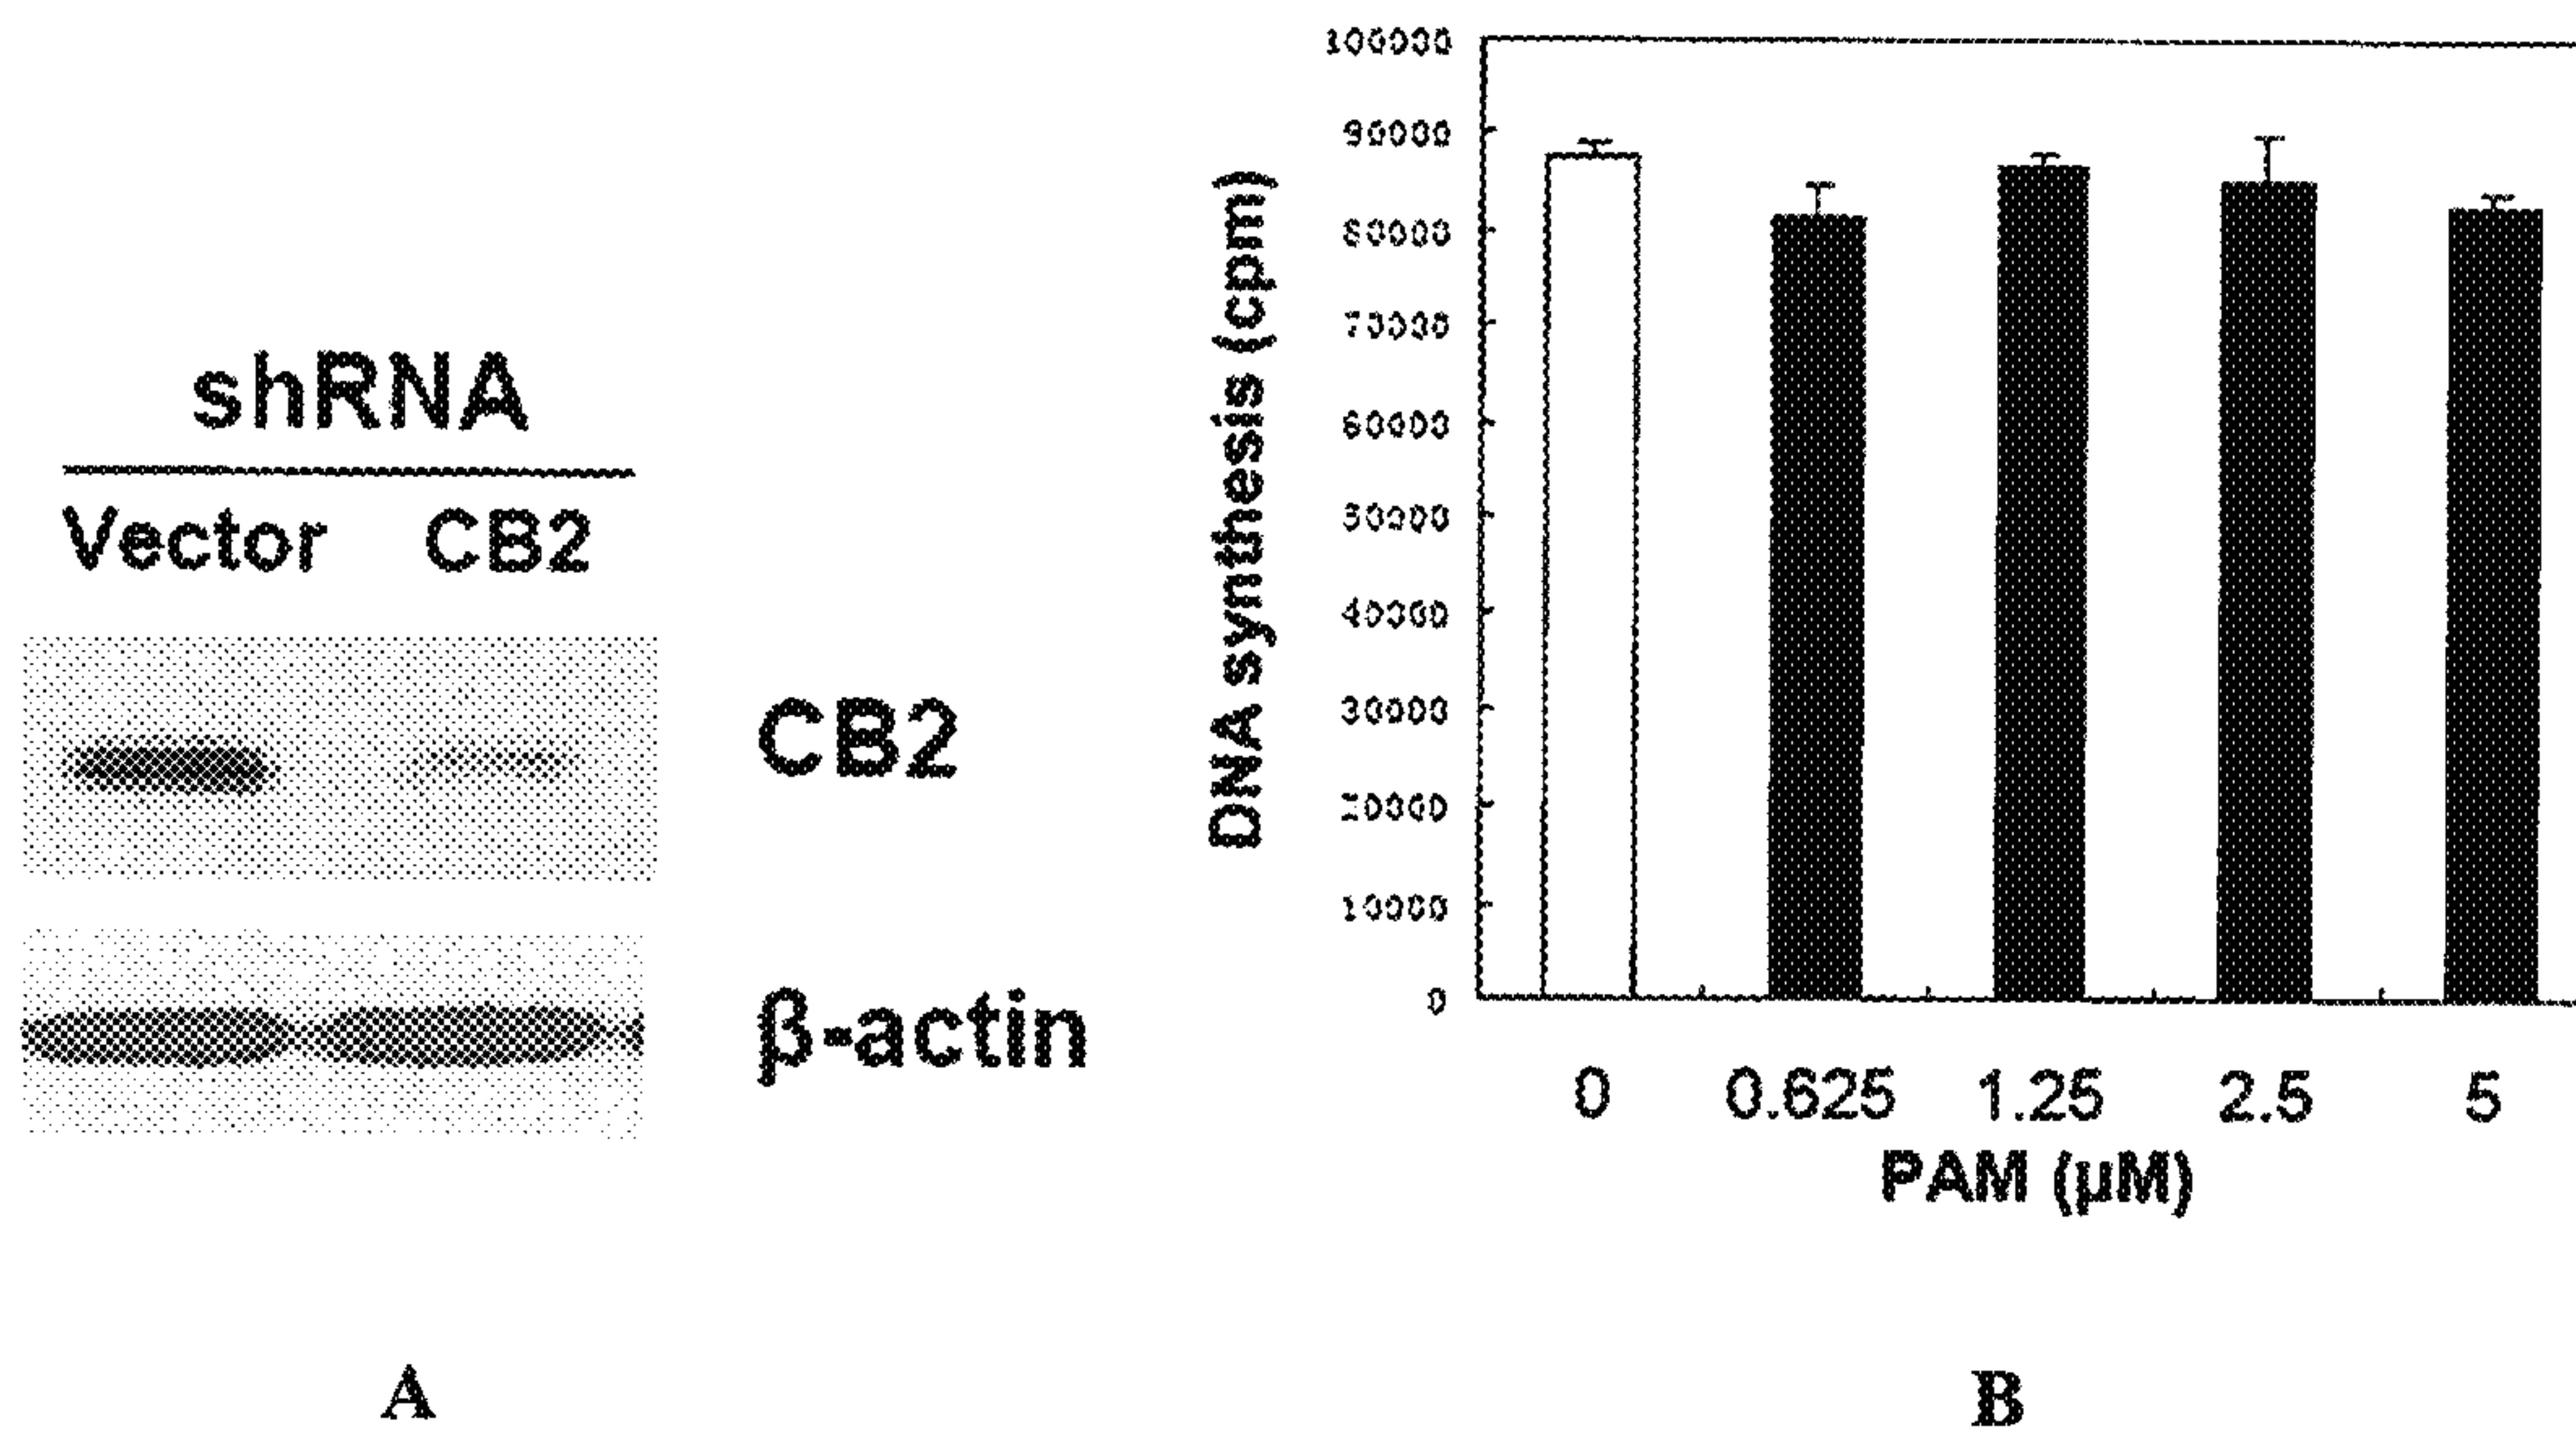 shRNA
Vector CB2
CB2
β-actin
A
DNA synthesis (cpm)
100000
90000
80000
70000
60000
50000
40000
30000
20000
10000
0
0 0.625 1.25 2.5 5
PAM (µM)
B